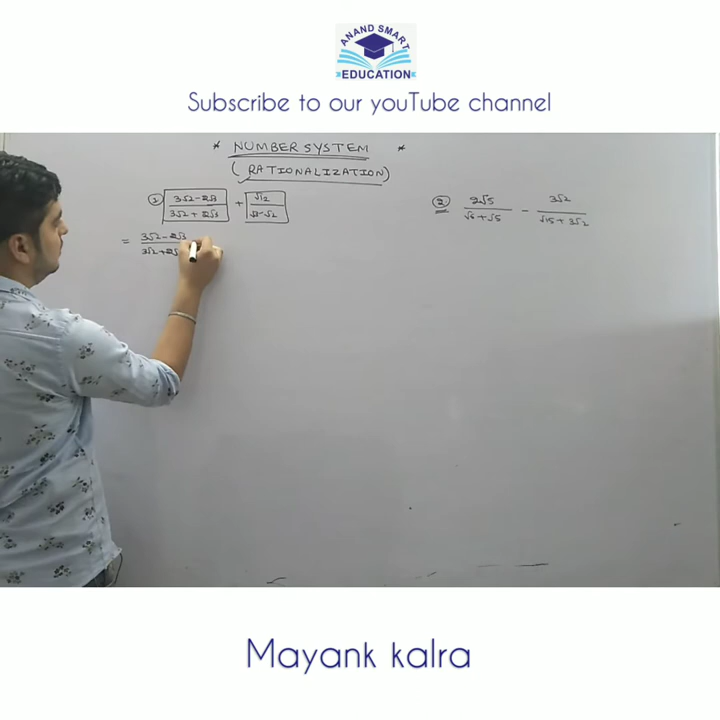 ANAND SMART
EDUCATION
Subscribe to our youTube channel
* NUMBER SYSTEM *
( RATIONALIZATION)
① 3√2-2√3 / 3√2+2√3 + √12 / √3-√2
= 3√2-2√3 / 3√2+2√
② 2√5 / √6+√5 - 3√2 / √15+3√2
Mayank kalra